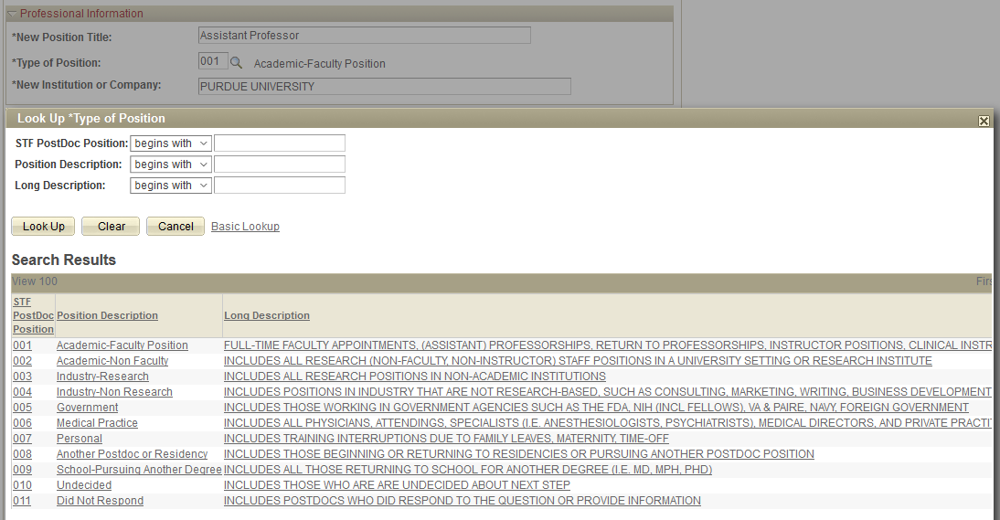 Professional Information
*New Position Title: Assistant Professor
*Type of Position: 001 Academic-Faculty Position
*New Institution or Company: PURDUE UNIVERSITY
Look Up *Type of Position
STF PostDoc Position: begins with
Position Description: begins with
Long Description: begins with
Look Up Clear Cancel Basic Lookup
Search Results
View 100 Firs
STF
PostDoc Position Description Long Description
Position
001 Academic-Faculty Position FULL-TIME FACULTY APPOINTMENTS, (ASSISTANT) PROFESSORSHIPS, RETURN TO PROFESSORSHIPS, INSTRUCTOR POSITIONS, CLINICAL INSTR
002 Academic-Non Faculty INCLUDES ALL RESEARCH (NON-FACULTY, NON-INSTRUCTOR) STAFF POSITIONS IN A UNIVERSITY SETTING OR RESEARCH INSTITUTE
003 Industry-Research INCLUDES ALL RESEARCH POSITIONS IN NON-ACADEMIC INSTITUTIONS
004 Industry-Non Research INCLUDES POSITIONS IN INDUSTRY THAT ARE NOT RESEARCH-BASED, SUCH AS CONSULTING, MARKETING, WRITING, BUSINESS DEVELOPMENT
005 Government INCLUDES THOSE WORKING IN GOVERNMENT AGENCIES SUCH AS THE FDA, NIH (INCL FELLOWS), VA & PAIRE, NAVY, FOREIGN GOVERNMENT
006 Medical Practice INCLUDES ALL PHYSICIANS, ATTENDINGS, SPECIALISTS (I.E. ANESTHESIOLOGISTS, PSYCHIATRISTS), MEDICAL DIRECTORS, AND PRIVATE PRACTI
007 Personal INCLUDES TRAINING INTERRUPTIONS DUE TO FAMILY LEAVES, MATERNITY, TIME-OFF
008 Another Postdoc or Residency INCLUDES THOSE BEGINNING OR RETURNING TO RESIDENCIES OR PURSUING ANOTHER POSTDOC POSITION
009 School-Pursuing Another Degree INCLUDES ALL THOSE RETURNING TO SCHOOL FOR ANOTHER DEGREE (I.E. MD, MPH, PHD)
010 Undecided INCLUDES THOSE WHO ARE ARE UNDECIDED ABOUT NEXT STEP
011 Did Not Respond INCLUDES POSTDOCS WHO DID RESPOND TO THE QUESTION OR PROVIDE INFORMATION